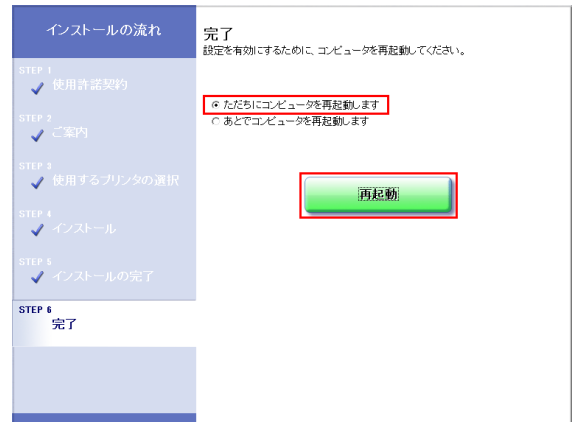 インストールの流れ
STEP 1
使用許諾契約
STEP 2
ご案内
STEP 3
使用するプリンタの選択
STEP 4
インストール
STEP 5
インストールの完了
STEP 6
完了
完了
設定を有効にするために、コンピュータを再起動してください。
ただちにコンピュータを再起動します
あとでコンピュータを再起動します
再起動